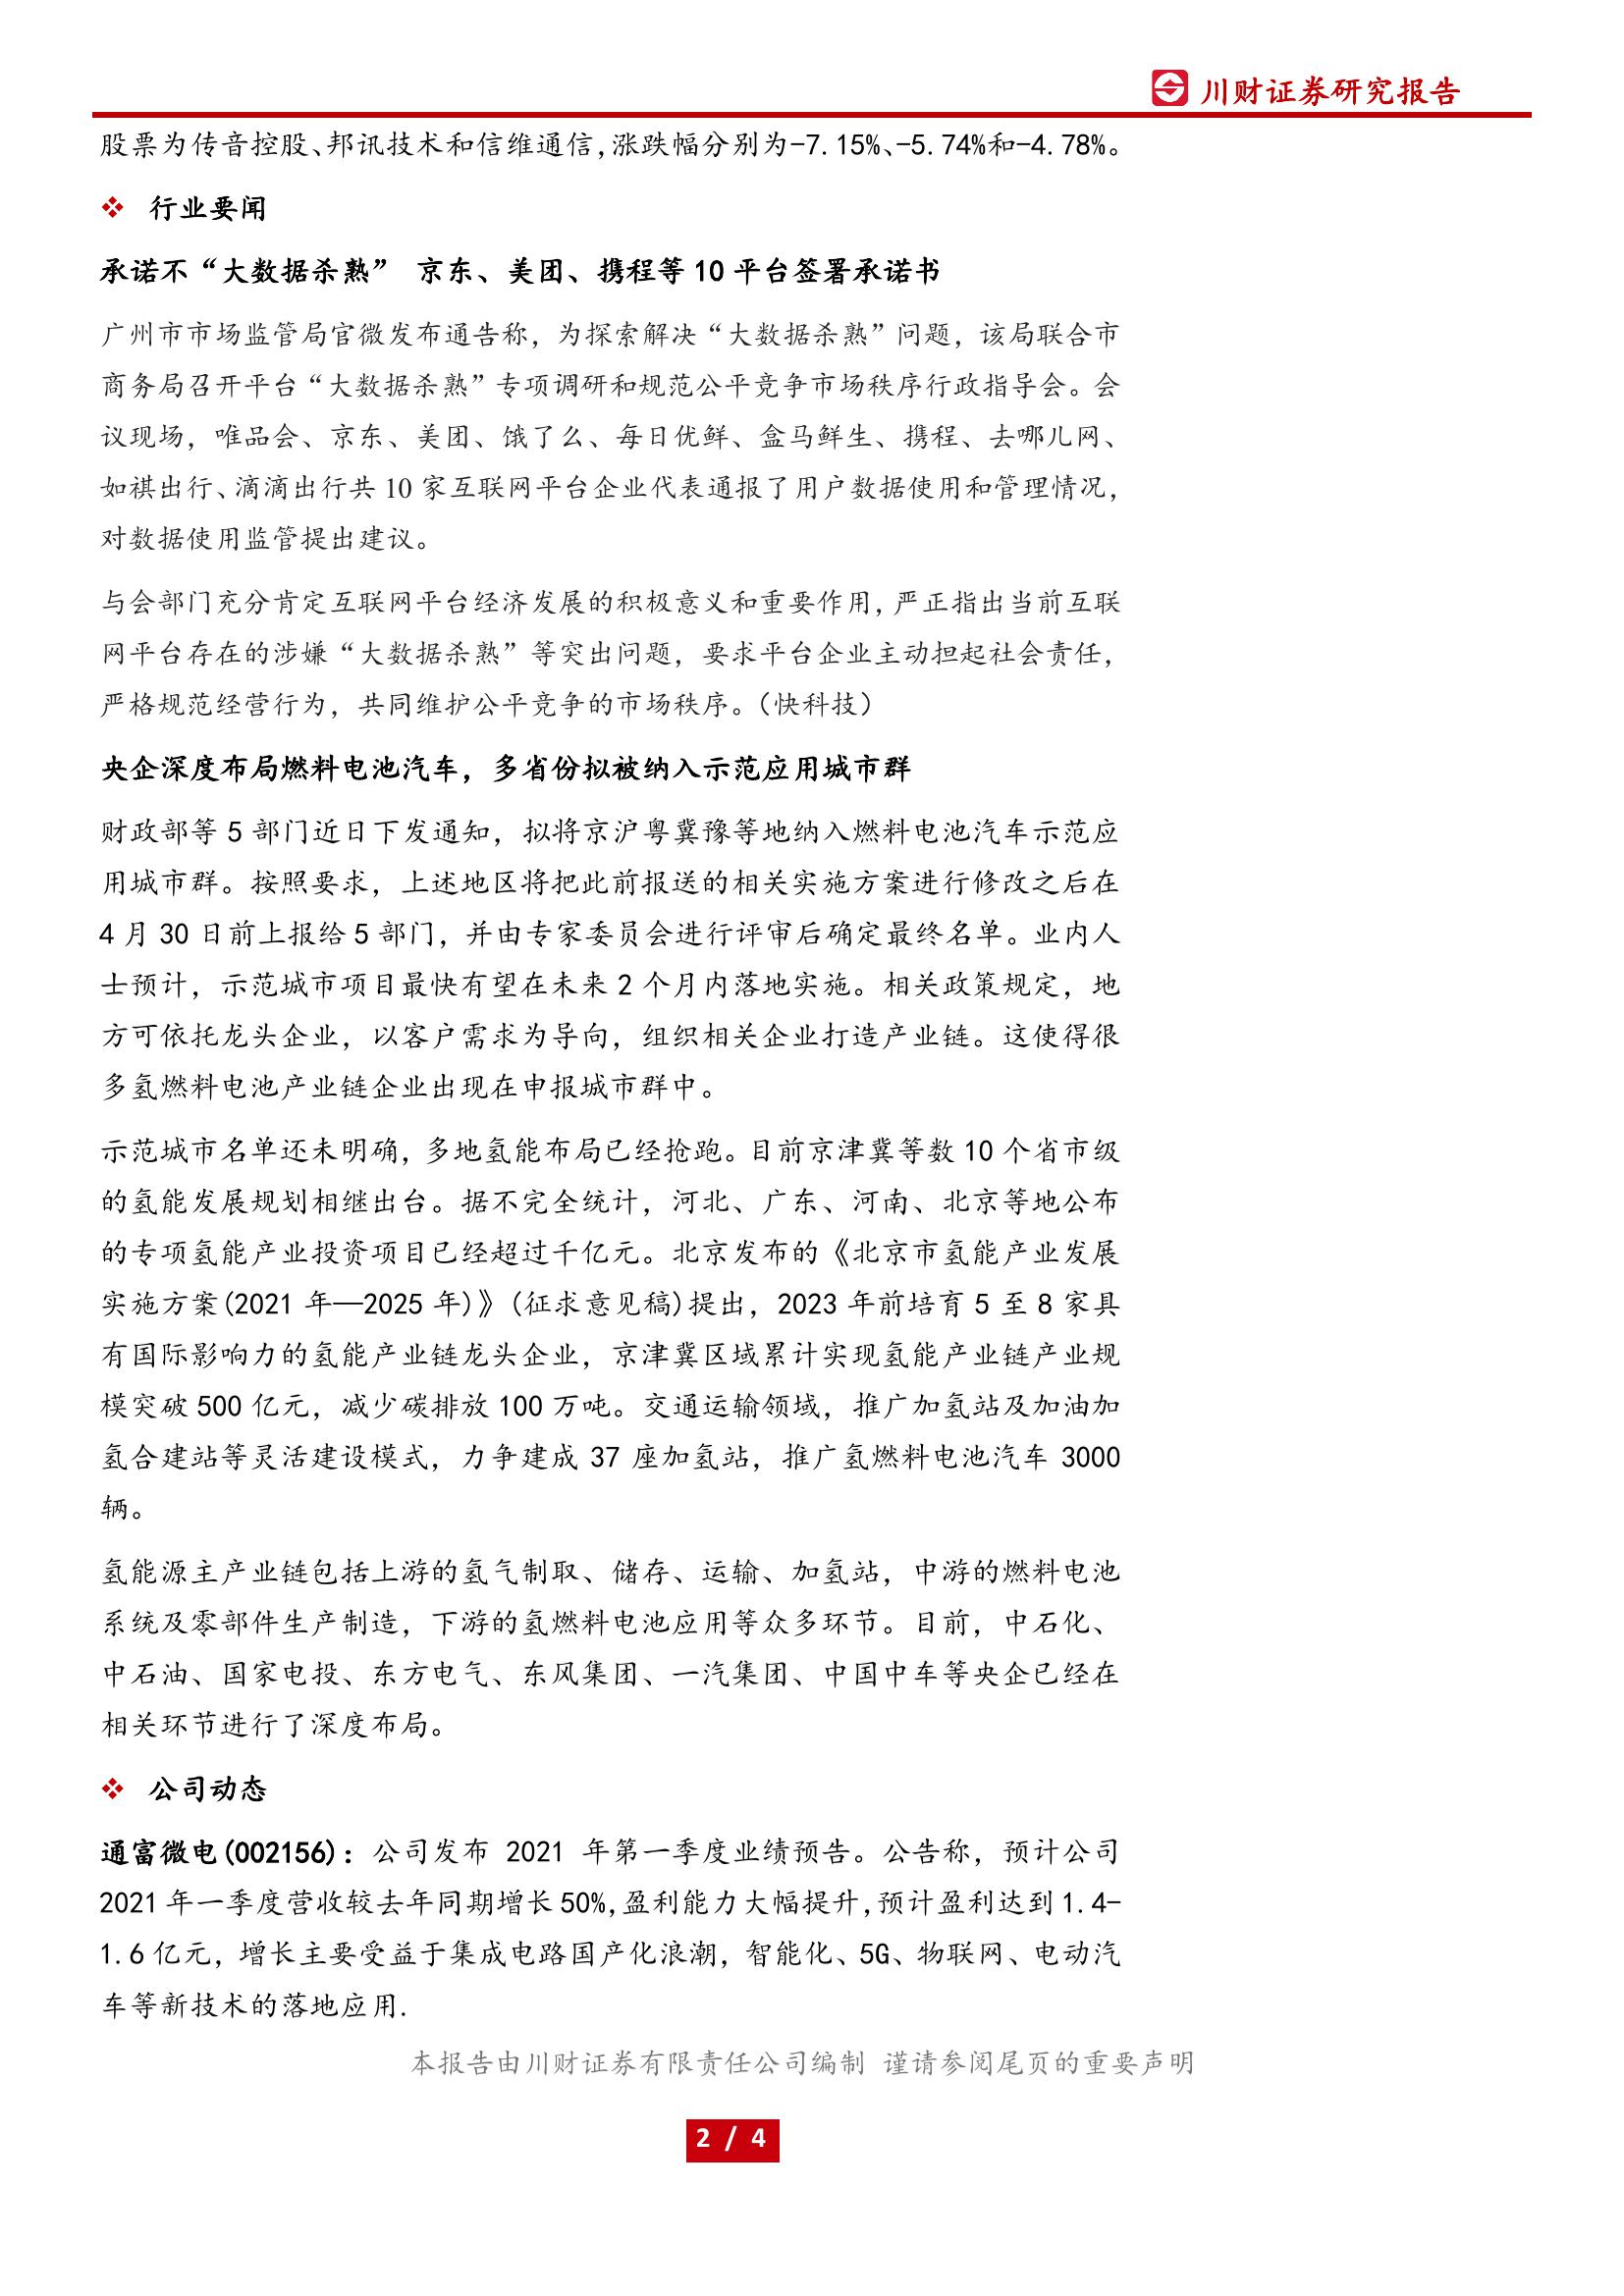 川财证券研究报告
股票为传音控股、邦讯技术和信维通信,涨跌幅分别为-7.15%、-5.74%和-4.78%。
❖ 行业要闻
承诺不“大数据杀熟” 京东、美团、携程等10平台签署承诺书
广州市市场监管局官微发布通告称，为探索解决“大数据杀熟”问题，该局联合市
商务局召开平台“大数据杀熟”专项调研和规范公平竞争市场秩序行政指导会。会
议现场，唯品会、京东、美团、饿了么、每日优鲜、盒马鲜生、携程、去哪儿网、
如祺出行、滴滴出行共10家互联网平台企业代表通报了用户数据使用和管理情况，
对数据使用监管提出建议。
与会部门充分肯定互联网平台经济发展的积极意义和重要作用，严正指出当前互联
网平台存在的涉嫌“大数据杀熟”等突出问题，要求平台企业主动担起社会责任，
严格规范经营行为，共同维护公平竞争的市场秩序。（快科技）
央企深度布局燃料电池汽车，多省份拟被纳入示范应用城市群
财政部等5部门近日下发通知，拟将京沪粤冀豫等地纳入燃料电池汽车示范应
用城市群。按照要求，上述地区将把此前报送的相关实施方案进行修改之后在
4月30日前上报给5部门，并由专家委员会进行评审后确定最终名单。业内人
士预计，示范城市项目最快有望在未来2个月内落地实施。相关政策规定，地
方可依托龙头企业，以客户需求为导向，组织相关企业打造产业链。这使得很
多氢燃料电池产业链企业出现在申报城市群中。
示范城市名单还未明确，多地氢能布局已经抢跑。目前京津冀等数10个省市级
的氢能发展规划相继出台。据不完全统计，河北、广东、河南、北京等地公布
的专项氢能产业投资项目已经超过千亿元。北京发布的《北京市氢能产业发展
实施方案(2021年—2025年)》(征求意见稿)提出，2023年前培育5至8家具
有国际影响力的氢能产业链龙头企业，京津冀区域累计实现氢能产业链产业规
模突破500亿元，减少碳排放100万吨。交通运输领域，推广加氢站及加油加
氢合建站等灵活建设模式，力争建成37座加氢站，推广氢燃料电池汽车3000
辆。
氢能源主产业链包括上游的氢气制取、储存、运输、加氢站，中游的燃料电池
系统及零部件生产制造，下游的氢燃料电池应用等众多环节。目前，中石化、
中石油、国家电投、东方电气、东风集团、一汽集团、中国中车等央企已经在
相关环节进行了深度布局。
❖ 公司动态
通富微电(002156)：公司发布 2021 年第一季度业绩预告。公告称，预计公司
2021年一季度营收较去年同期增长50%,盈利能力大幅提升,预计盈利达到1.4-
1.6亿元，增长主要受益于集成电路国产化浪潮，智能化、5G、物联网、电动汽
车等新技术的落地应用.
本报告由川财证券有限责任公司编制 谨请参阅尾页的重要声明
2 / 4